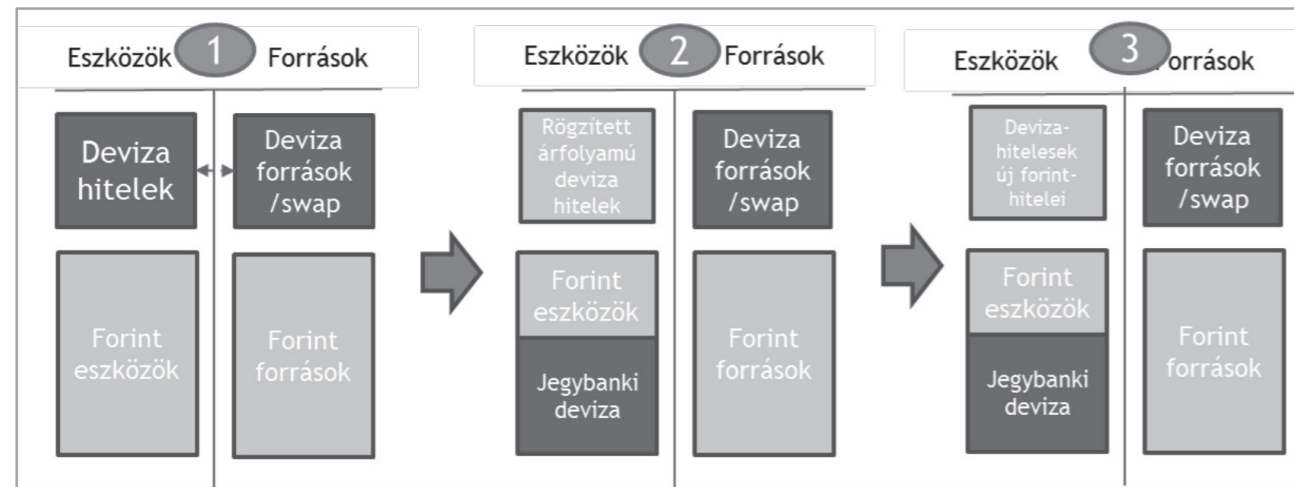 Eszközök 1 Források
Deviza
hitelek
Deviza
források
/swap
Forint
eszközök
Forint
források
Eszközök 2 Források
Rögzített
árfolyamú
deviza
hitelek
Deviza
források
/swap
Forint
eszközök
Jegybanki
deviza
Forint
források
Eszközök 3 orrások
Deviza-
hitelesek
új forint-
hitelei
Deviza
források
/swap
Forint
eszközök
Jegybanki
deviza
Forint
források